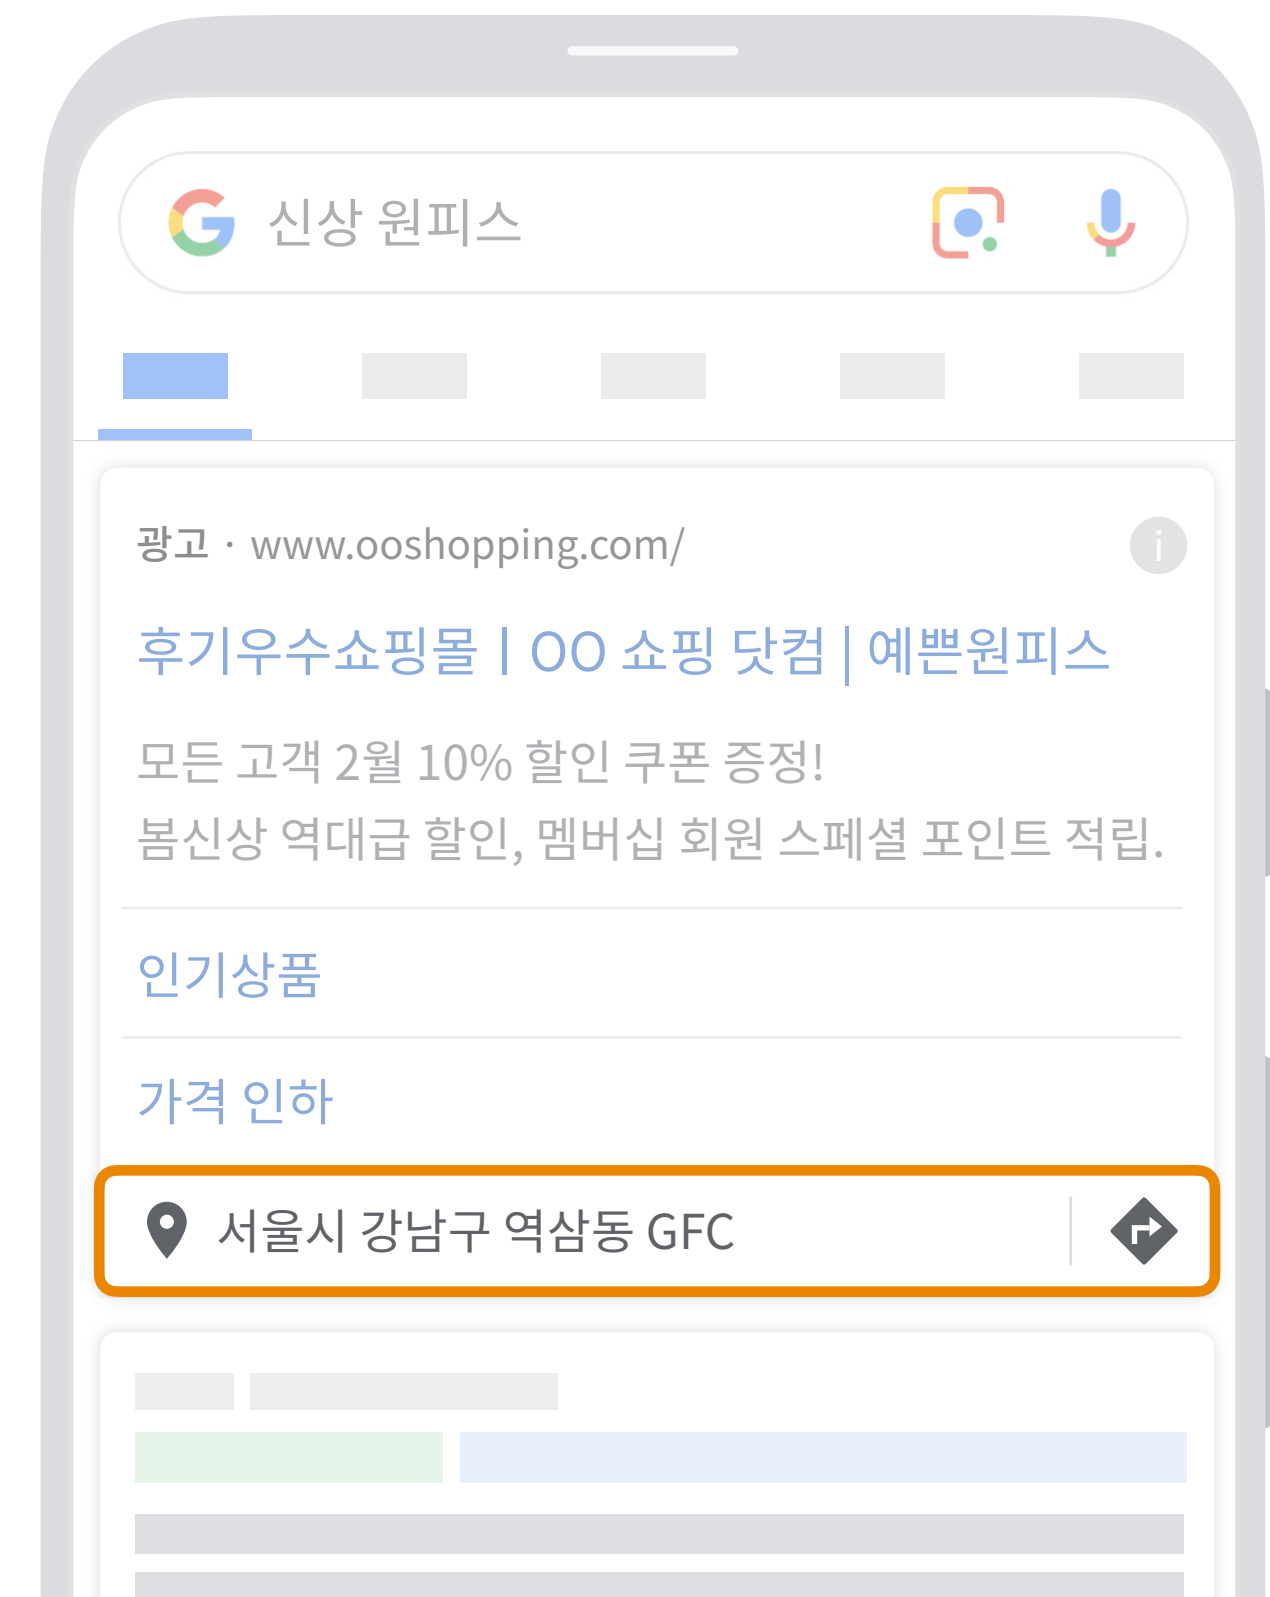 신상 원피스
광고 · www.ooshopping.com/
후기우수쇼핑몰ㅣOO 쇼핑 닷컴 | 예쁜원피스
모든 고객 2월 10% 할인 쿠폰 증정!
봄신상 역대급 할인, 멤버십 회원 스페셜 포인트 적립.
인기상품
가격 인하
서울시 강남구 역삼동 GFC